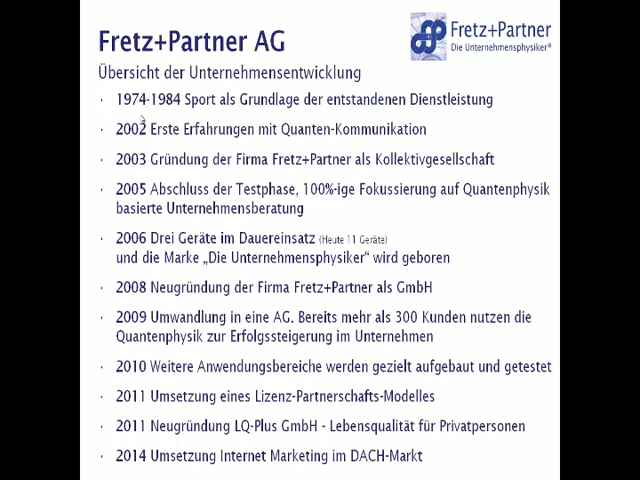 Fretz+Partner AG
Fretz+Partner
Die Unternehmensphysiker®
Übersicht der Unternehmensentwicklung
· 1974-1984 Sport als Grundlage der entstandenen Dienstleistung
· 2002 Erste Erfahrungen mit Quanten-Kommunikation
· 2003 Gründung der Firma Fretz+Partner als Kollektivgesellschaft
· 2005 Abschluss der Testphase, 100%-ige Fokussierung auf Quantenphysik
basierte Unternehmensberatung
· 2006 Drei Geräte im Dauereinsatz (Heute 11 Geräte)
und die Marke „Die Unternehmensphysiker" wird geboren
· 2008 Neugründung der Firma Fretz+Partner als GmbH
· 2009 Umwandlung in eine AG. Bereits mehr als 300 Kunden nutzen die
Quantenphysik zur Erfolgssteigerung im Unternehmen
· 2010 Weitere Anwendungsbereiche werden gezielt aufgebaut und getestet
· 2011 Umsetzung eines Lizenz-Partnerschafts-Modelles
· 2011 Neugründung LQ-Plus GmbH - Lebensqualität für Privatpersonen
· 2014 Umsetzung Internet Marketing im DACH-Markt